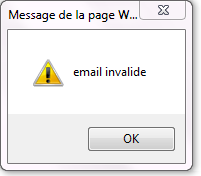 Message de la page W...
email invalide
OK